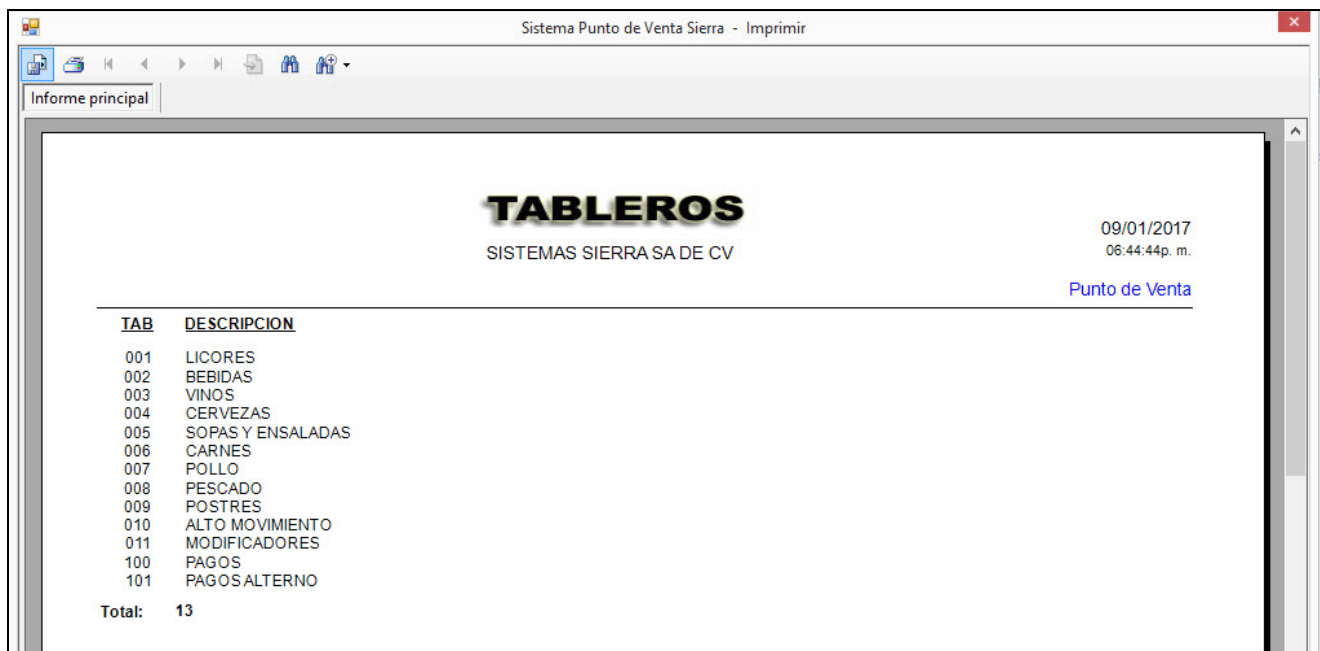 Sistema Punto de Venta Sierra - Imprimir
Informe principal
TABLEROS
09/01/2017
SISTEMAS SIERRA SA DE CV
06:44:44p. m.
Punto de Venta
TAB DESCRIPCION
001 LICORES
002 BEBIDAS
003 VINOS
004 CERVEZAS
005 SOPAS Y ENSALADAS
006 CARNES
007 POLLO
008 PESCADO
009 POSTRES
010 ALTO MOVIMIENTO
011 MODIFICADORES
100 PAGOS
101 PAGOS ALTERNO
Total: 13